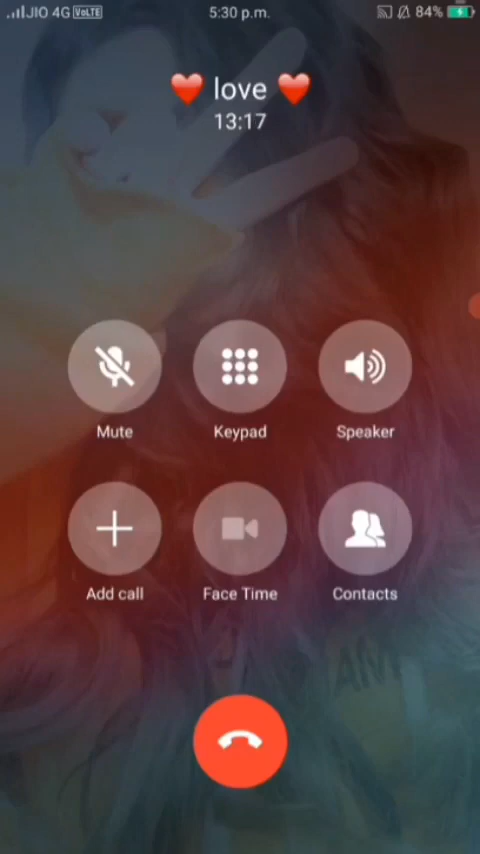 JIO 4G VoLTE 5:30 p.m. 84%
❤️ love ❤️
13:17
Mute Keypad Speaker
Add call Face Time Contacts